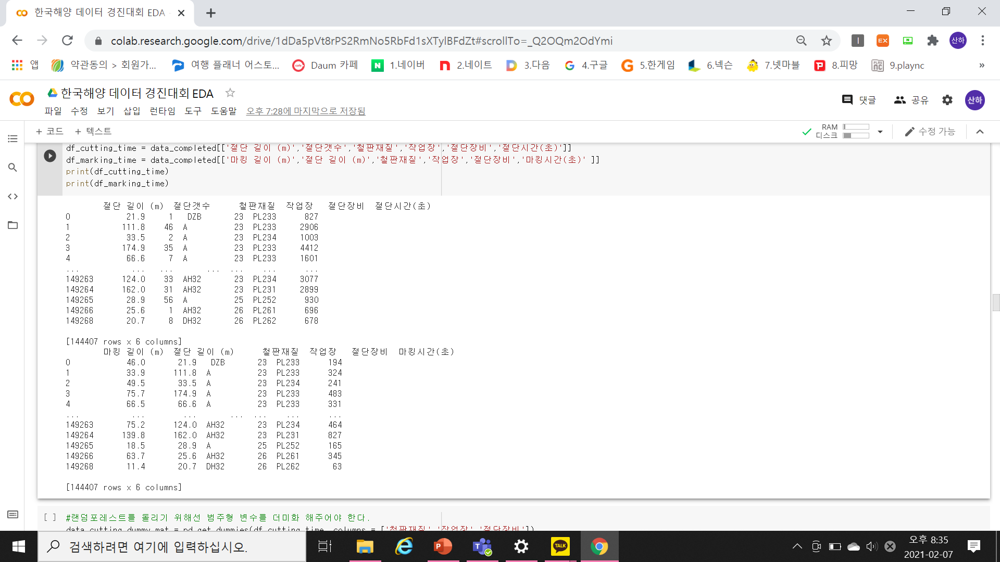 한국해양 데이터 경진대회 EDA
colab.research.google.com/drive/1dDa5pVt8rPS2RmNo5RbFd1sXTylBFdZt#scrollTo=_Q2OQm2OdYmi
EX
산하
앱 약관동의 > 회원가... 여행 플래너 어스토... Daum 카페 1.네이버 2.네이트 3.다음 4.구글 5.한게임 6.넥슨 7.넷마블 8.피망 9.plaync »
한국해양 데이터 경진대회 EDA
댓글 공유 산하
파일 수정 보기 삽입 런타임 도구 도움말 오후 7:28에 마지막으로 저장됨
+ 코드 + 텍스트
RAM
디스크
수정 가능
df_cutting_time = data_completed[['절단 길이 (m)','절단갯수','철판재질','작업장','절단장비','절단시간(초)']]
df_marking_time = data_completed[['마킹 길이 (m)','절단 길이 (m)','철판재질','작업장','절단장비','마킹시간(초)' ]]
print(df_cutting_time)
print(df_marking_time)
절단 길이 (m) 절단갯수 철판재질 작업장 절단장비 절단시간(초)
0 21.9 1 DZB 23 PL233 827
1 111.8 46 A 23 PL233 2906
2 33.5 2 A 23 PL234 1003
3 174.9 35 A 23 PL233 4412
4 66.6 7 A 23 PL233 1601
... ... ... ... ... ... ...
149263 124.0 33 AH32 23 PL234 3077
149264 162.0 31 AH32 23 PL231 2899
149265 28.9 56 A 25 PL252 930
149266 25.6 1 AH32 26 PL261 696
149268 20.7 8 DH32 26 PL262 678
[144407 rows x 6 columns]
마킹 길이 (m) 절단 길이 (m) 철판재질 작업장 절단장비 마킹시간(초)
0 46.0 21.9 DZB 23 PL233 194
1 33.9 111.8 A 23 PL233 324
2 49.5 33.5 A 23 PL234 241
3 75.7 174.9 A 23 PL233 483
4 66.5 66.6 A 23 PL233 331
... ... ... ... ... ... ...
149263 75.2 124.0 AH32 23 PL234 464
149264 139.8 162.0 AH32 23 PL231 827
149265 18.5 28.9 A 25 PL252 165
149266 63.7 25.6 AH32 26 PL261 345
149268 11.4 20.7 DH32 26 PL262 63
[144407 rows x 6 columns]
[ ] #랜덤포레스트를 돌리기 위해선 범주형 변수를 더미화 해주어야 한다.
data_cutting_dummy_mat = pd.get_dummies(df_cutting_time, columns = ['철판재질','작업장','절단장비'])
검색하려면 여기에 입력하십시오.
TALK
오후 8:35
2021-02-07